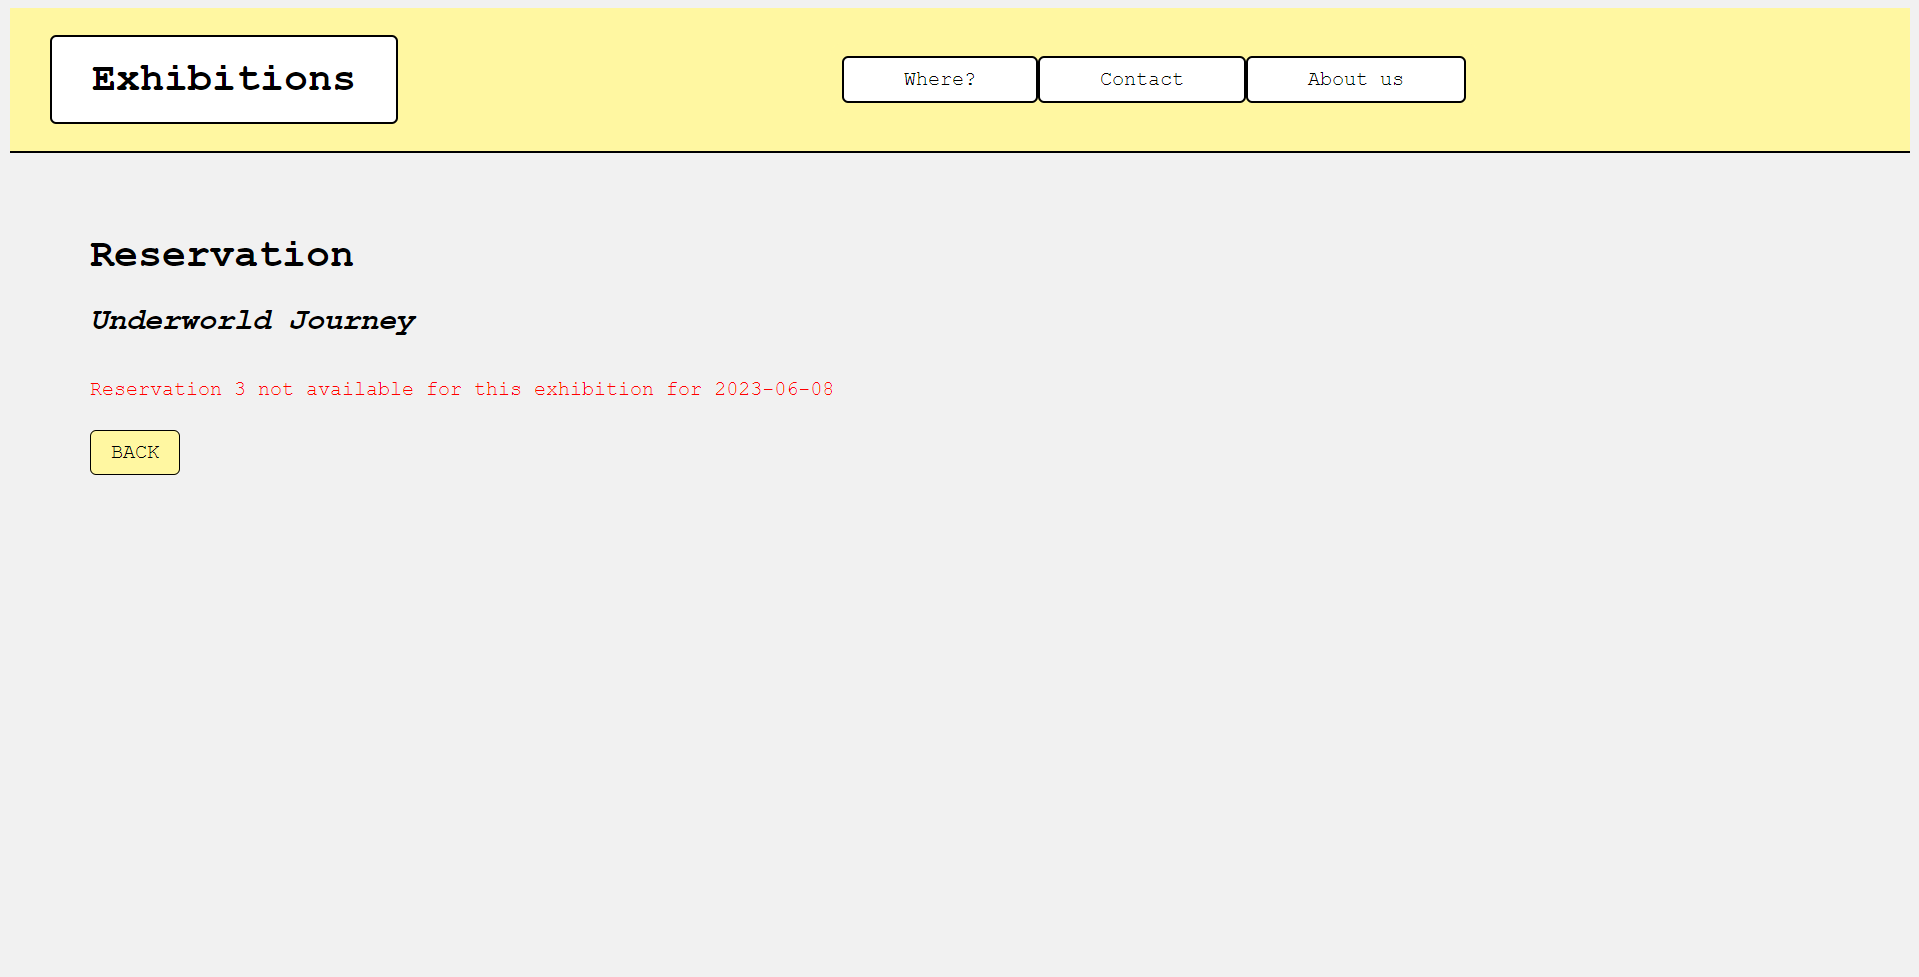 Exhibitions
Where? Contact About us
Reservation
Underworld Journey
Reservation 3 not available for this exhibition for 2023-06-08
BACK